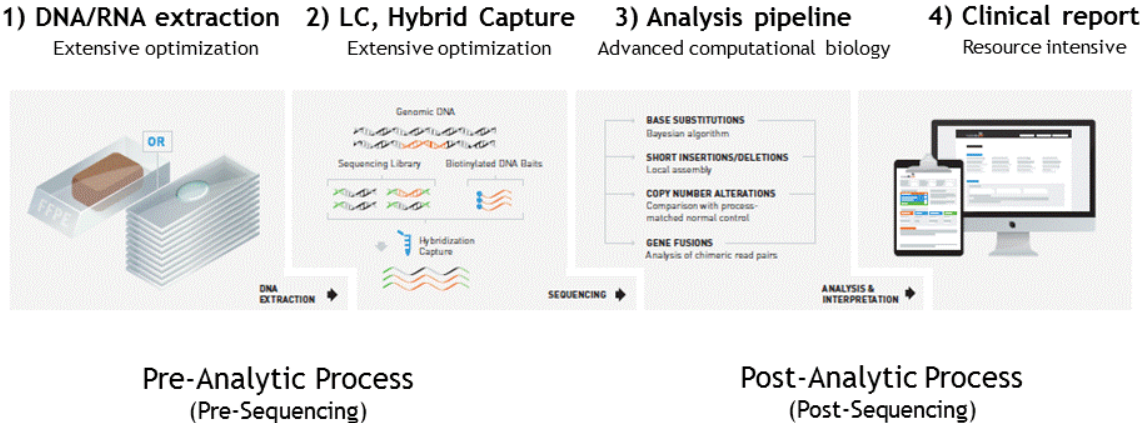 1) DNA/RNA extraction
Extensive optimization
2) LC, Hybrid Capture
Extensive optimization
3) Analysis pipeline
Advanced computational biology
4) Clinical report
Resource intensive
OR
FFPE
DNA
EXTRACTION
Genomic DNA
Sequencing Library
Biotinylated DNA Baits
Hybridization
Capture
SEQUENCING
BASE SUBSTITUTIONS
Bayesian algorithm
SHORT INSERTIONS/DELETIONS
Local assembly
COPY NUMBER ALTERATIONS
Comparison with process-
matched normal control
GENE FUSIONS
Analysis of chimeric read pairs
ANALYSIS &
INTERPRETATION
Pre-Analytic Process
(Pre-Sequencing)
Post-Analytic Process
(Post-Sequencing)